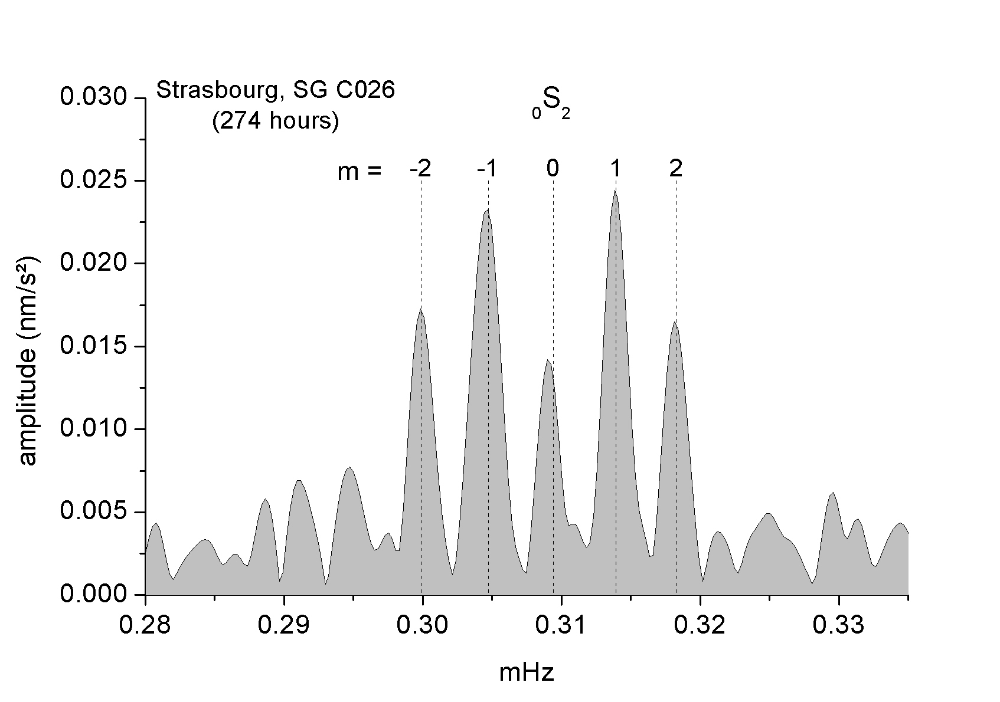 Strasbourg, SG C026
(274 hours)
₀S₂
m = -2 -1 0 1 2
amplitude (nm/s²)
0.030
0.025
0.020
0.015
0.010
0.005
0.000
0.28 0.29 0.30 0.31 0.32 0.33
mHz